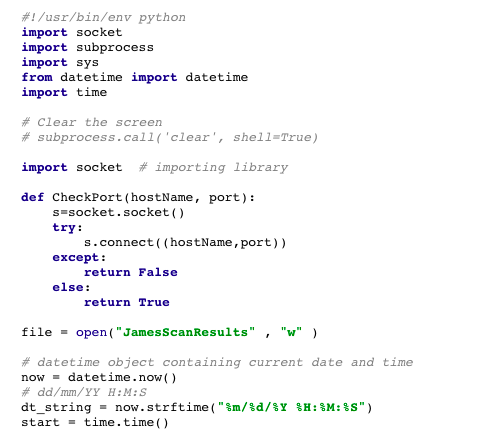 #!/usr/bin/env python
import socket
import subprocess
import sys
from datetime import datetime
import time

# Clear the screen
# subprocess.call('clear', shell=True)

import socket  # importing library

def CheckPort(hostName, port):
    s=socket.socket()
    try:
        s.connect((hostName,port))
    except:
        return False
    else:
        return True

file = open("JamesScanResults" , "w" )

# datetime object containing current date and time
now = datetime.now()
# dd/mm/YY H:M:S
dt_string = now.strftime("%m/%d/%Y %H:%M:%S")
start = time.time()